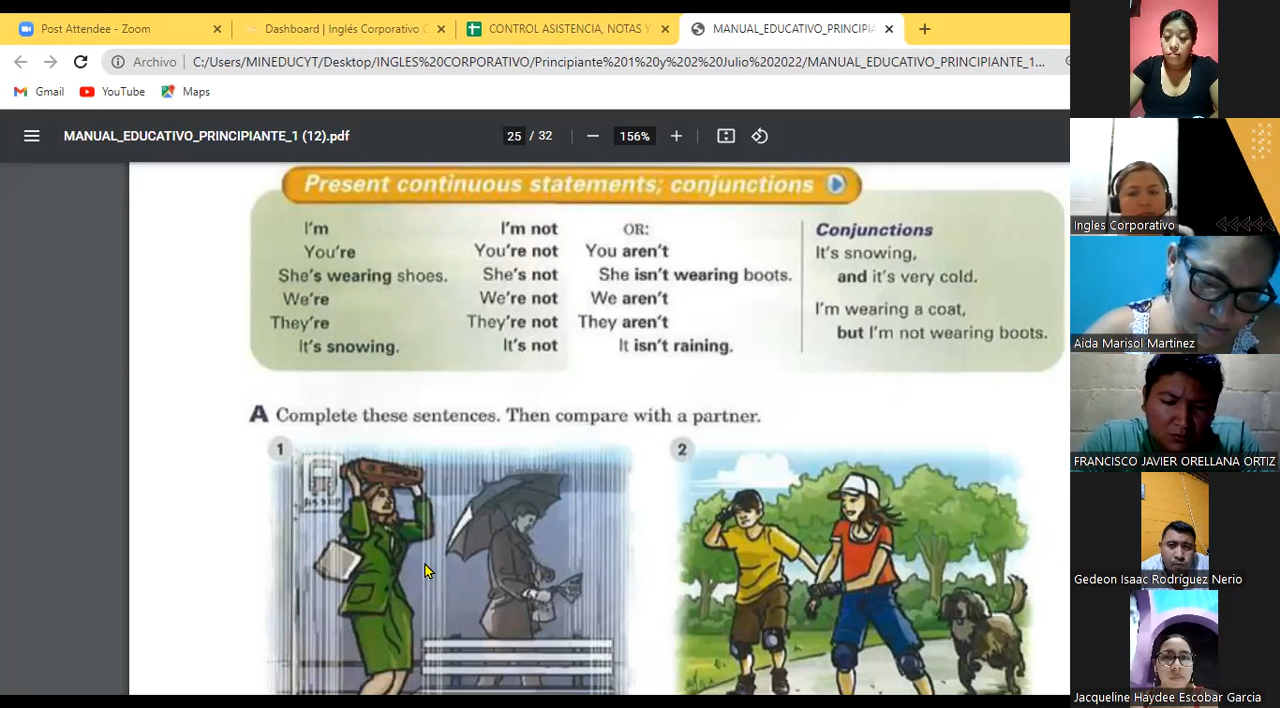 Post Attendee - Zoom
Dashboard | Inglés Corporativo
CONTROL ASISTENCIA, NOTAS Y
MANUAL_EDUCATIVO_PRINCIPIA
Archivo | C:/Users/MINEDUCYT/Desktop/INGLES%20CORPORATIVO/Principiante%201%20y%202%20Julio%202022/MANUAL_EDUCATIVO_PRINCIPIANTE_1...
Gmail YouTube Maps
MANUAL_EDUCATIVO_PRINCIPIANTE_1 (12).pdf
25 / 32
156%
Present continuous statements; conjunctions
I'm I'm not OR: Conjunctions
You're You're not You aren't It's snowing,
She's wearing shoes. She's not She isn't wearing boots. and it's very cold.
We're We're not We aren't I'm wearing a coat,
They're They're not They aren't but I'm not wearing boots.
It's snowing. It's not It isn't raining.
A Complete these sentences. Then compare with a partner.
1
2
Ingles Corporativo
Aida Marisol Martinez
FRANCISCO JAVIER ORELLANA ORTIZ
Gedeon Isaac Rodríguez Nerio
Jacqueline Haydee Escobar Garcia